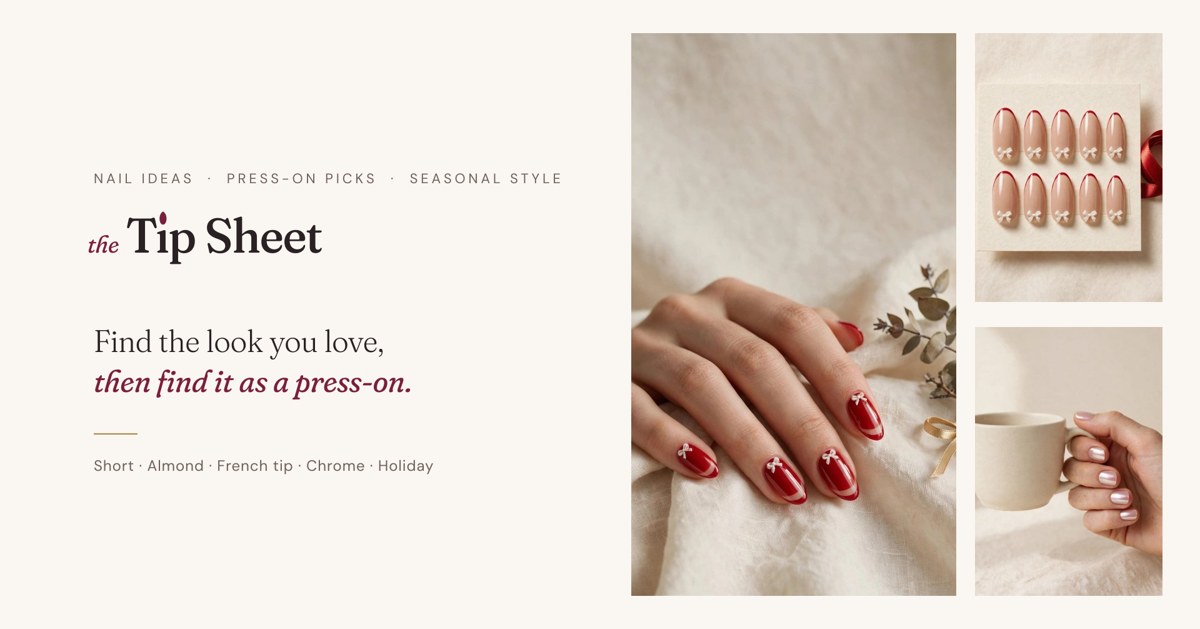 NAIL IDEAS · PRESS-ON PICKS · SEASONAL STYLE
the Tip Sheet
Find the look you love,
then find it as a press-on.
Short · Almond · French tip · Chrome · Holiday